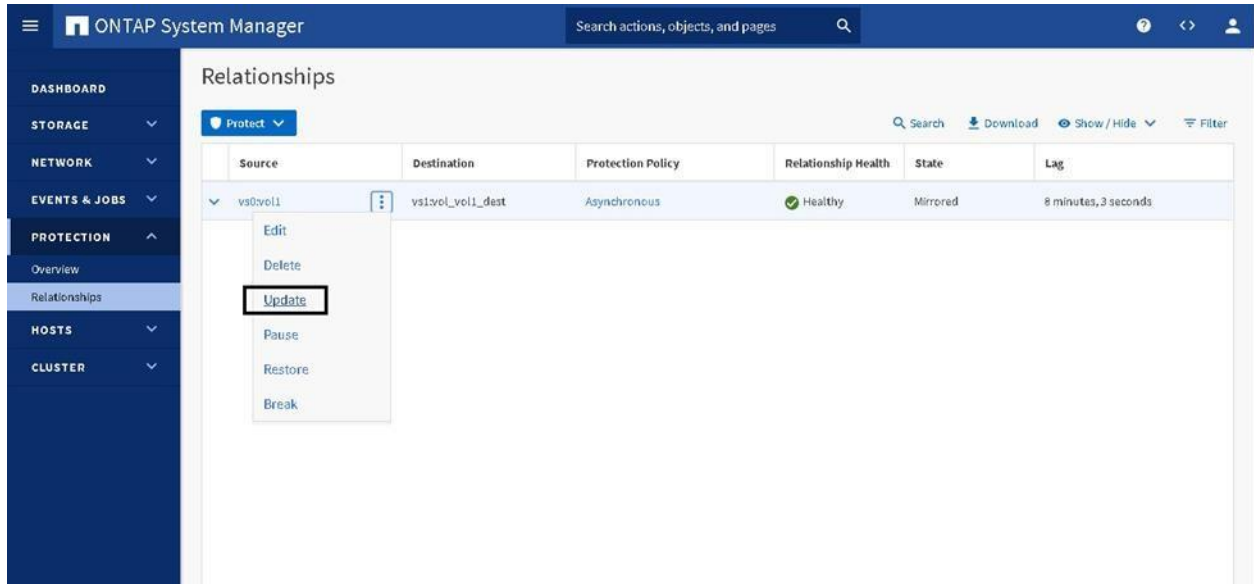 ONTAP System Manager
Search actions, objects, and pages
DASHBOARD
STORAGE
NETWORK
EVENTS & JOBS
PROTECTION
Overview
Relationships
HOSTS
CLUSTER
Relationships
Protect
Search Download Show / Hide Filter
Source Destination Protection Policy Relationship Health State Lag
vs0:vol1 vs1:vol_vol1_dest Asynchronous Healthy Mirrored 8 minutes, 3 seconds
Edit
Delete
Update
Pause
Restore
Break